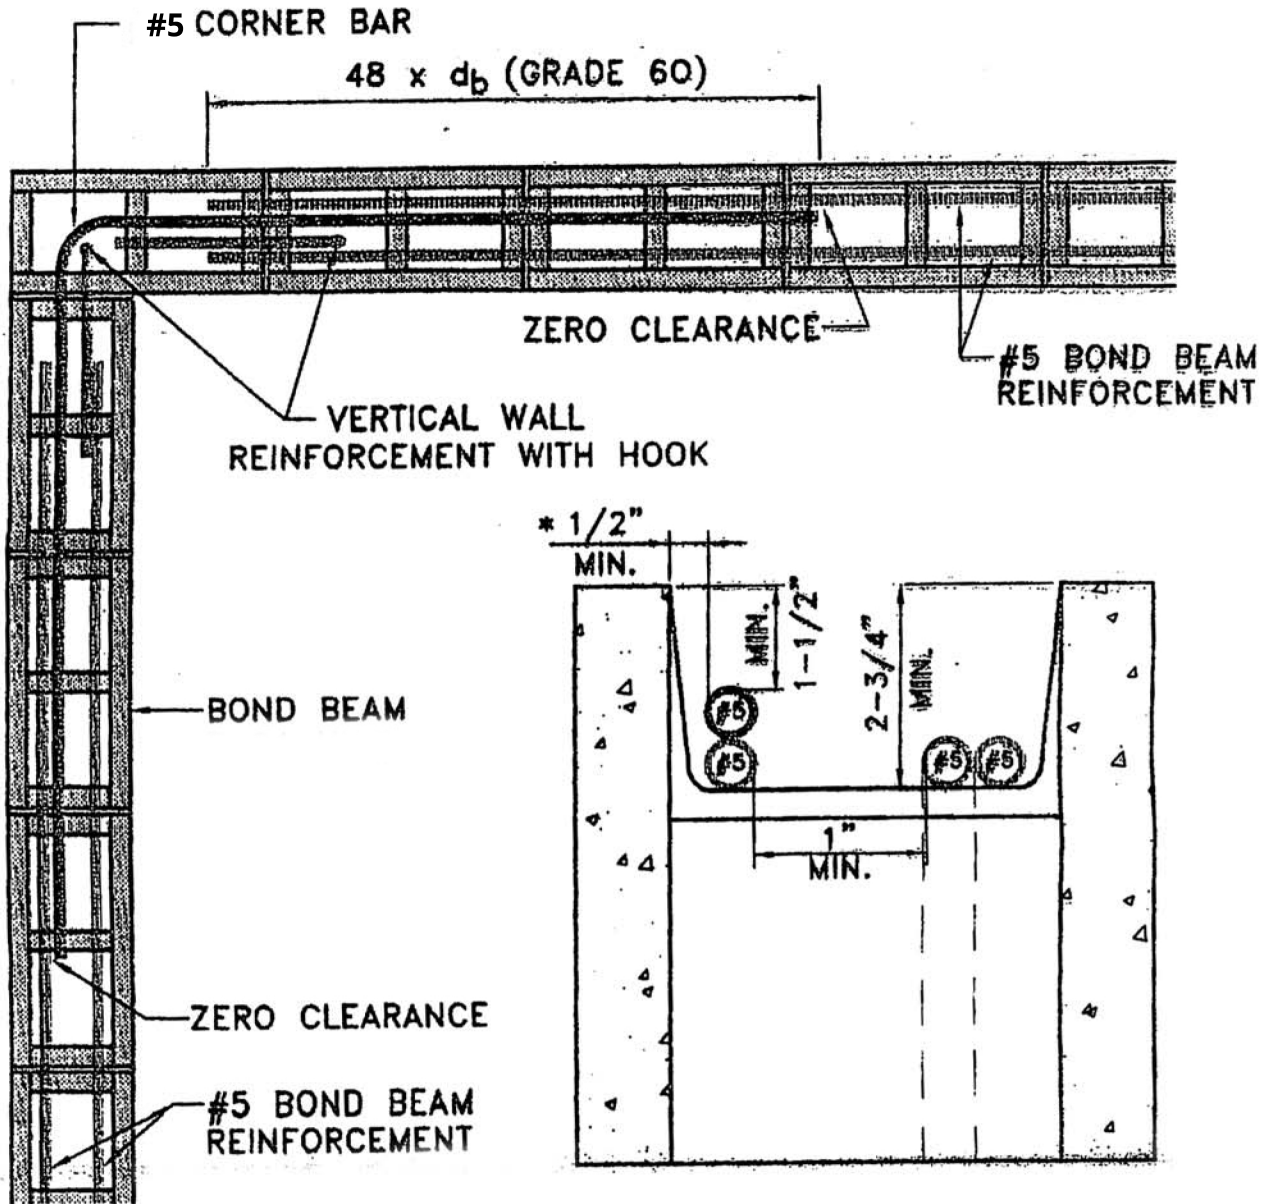 #5 CORNER BAR
48 x db (GRADE 60)
ZERO CLEARANCE
#5 BOND BEAM
REINFORCEMENT
VERTICAL WALL
REINFORCEMENT WITH HOOK
* 1/2"
MIN.
MIN.
1-1/2"
2-3/4"
MIN.
BOND BEAM
#5
#5
#5
#5
1"
MIN.
ZERO CLEARANCE
#5 BOND BEAM
REINFORCEMENT